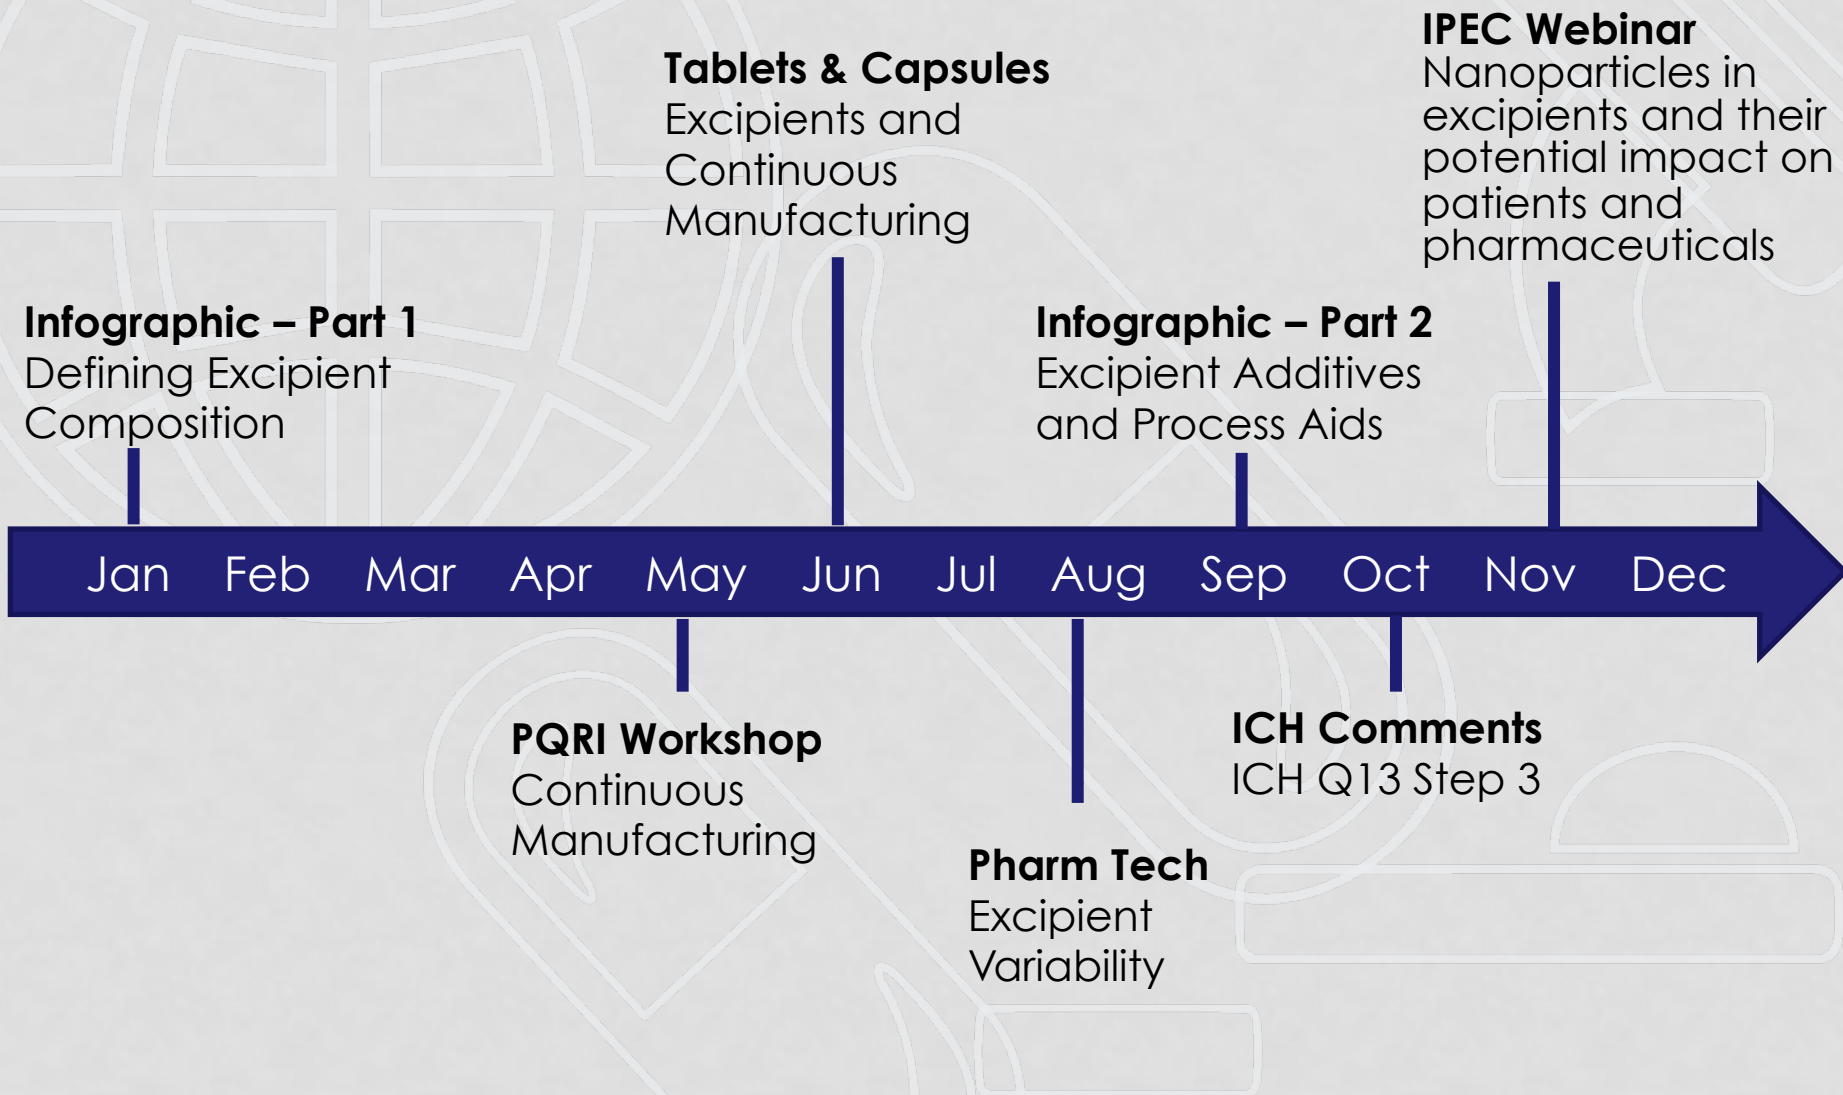 IPEC Webinar
Nanoparticles in
excipients and their
potential impact on
patients and
pharmaceuticals
Tablets & Capsules
Excipients and
Continuous
Manufacturing
Infographic – Part 1
Defining Excipient
Composition
Infographic – Part 2
Excipient Additives
and Process Aids
Jan Feb Mar Apr May Jun Jul Aug Sep Oct Nov Dec
PQRI Workshop
Continuous
Manufacturing
ICH Comments
ICH Q13 Step 3
Pharm Tech
Excipient
Variability